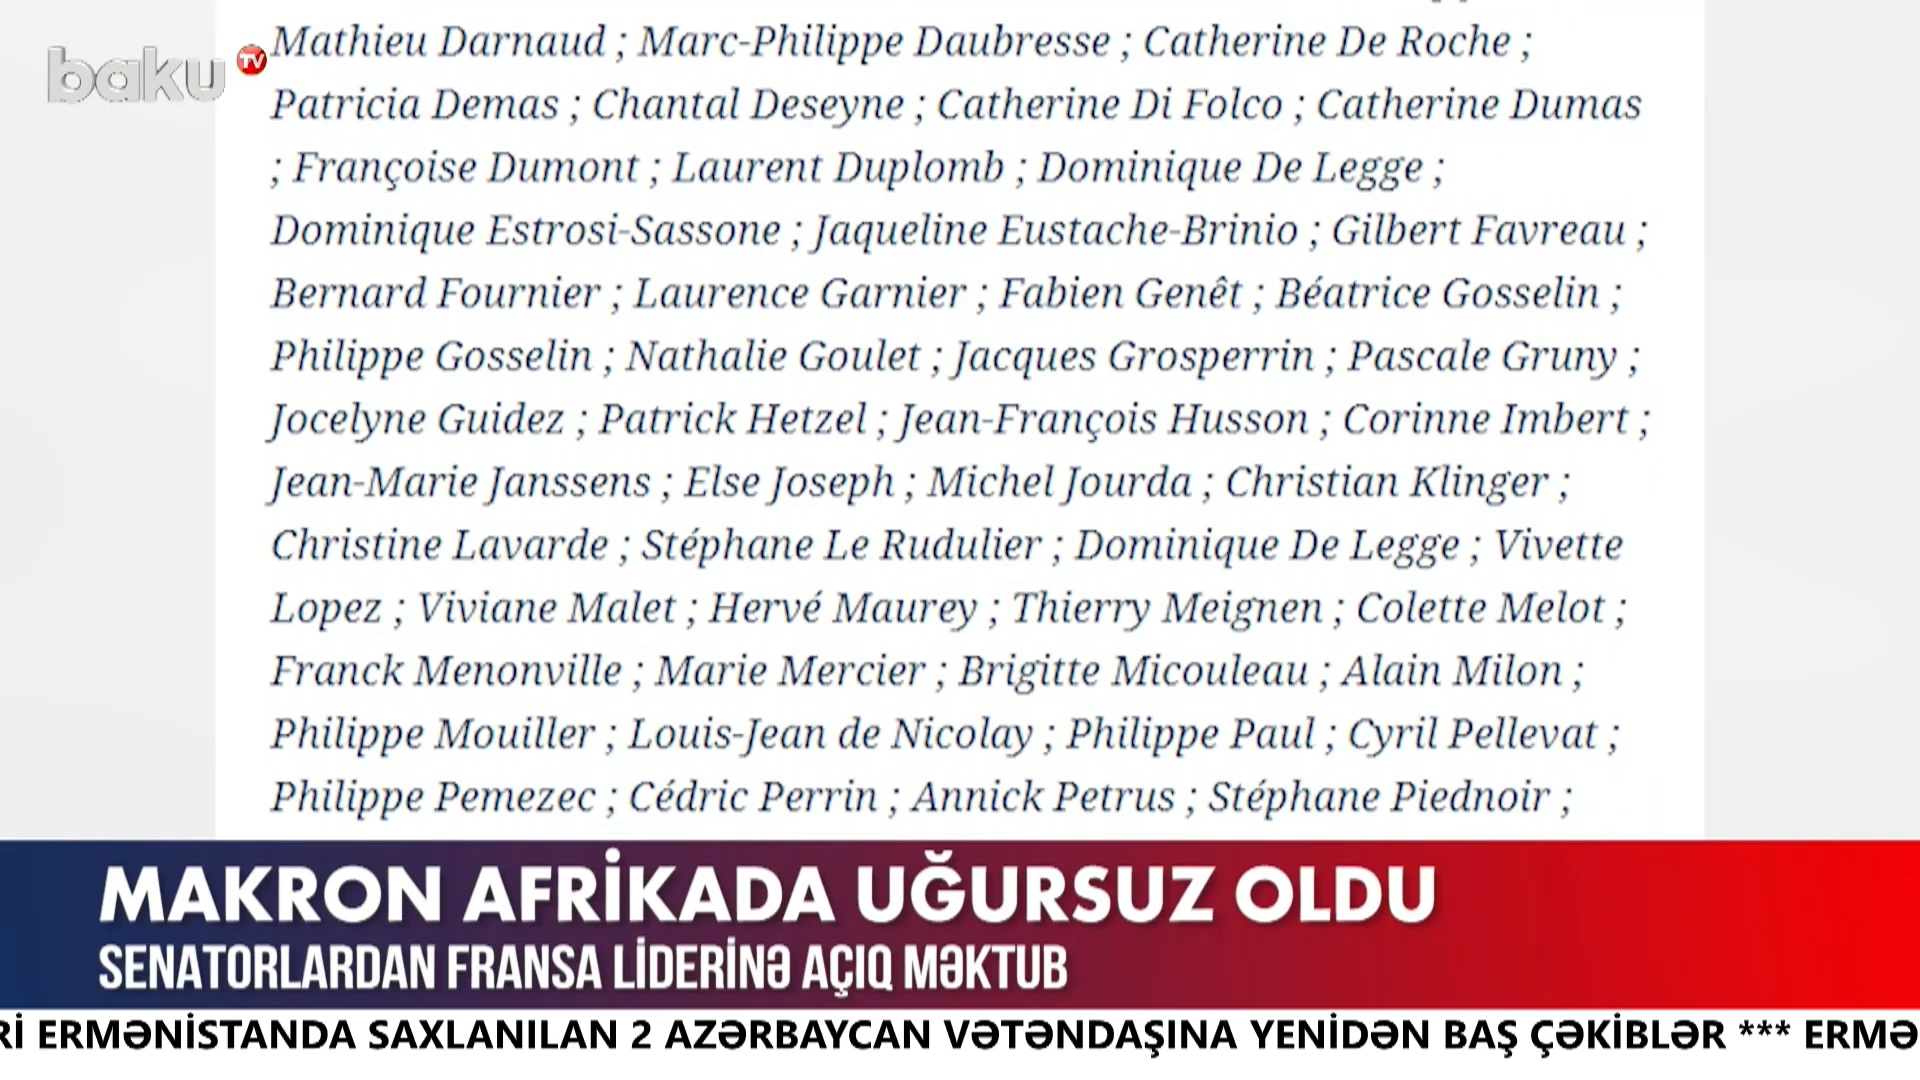 baku TV
Mathieu Darnaud ; Marc-Philippe Daubresse ; Catherine De Roche ;
Patricia Demas ; Chantal Deseyne ; Catherine Di Folco ; Catherine Dumas
; Françoise Dumont ; Laurent Duplomb ; Dominique De Legge ;
Dominique Estrosi-Sassone ; Jaqueline Eustache-Brinio ; Gilbert Favreau ;
Bernard Fournier ; Laurence Garnier ; Fabien Genêt ; Béatrice Gosselin ;
Philippe Gosselin ; Nathalie Goulet ; Jacques Grosperrin ; Pascale Gruny ;
Jocelyne Guidez ; Patrick Hetzel ; Jean-François Husson ; Corinne Imbert ;
Jean-Marie Janssens ; Else Joseph ; Michel Jourda ; Christian Klinger ;
Christine Lavarde ; Stéphane Le Rudulier ; Dominique De Legge ; Vivette
Lopez ; Viviane Malet ; Hervé Maurey ; Thierry Meignen ; Colette Melot ;
Franck Menonville ; Marie Mercier ; Brigitte Micouleau ; Alain Milon ;
Philippe Mouiller ; Louis-Jean de Nicolay ; Philippe Paul ; Cyril Pellevat ;
Philippe Pemezec ; Cédric Perrin ; Annick Petrus ; Stéphane Piednoir ;
MAKRON AFRİKADA UĞURSUZ OLDU
SENATORLARDAN FRANSA LİDERİNƏ AÇIQ MƏKTUB
Rİ ERMƏNİSTANDA SAXLANILAN 2 AZƏRBAYCAN VƏTƏNDAŞINA YENİDƏN BAŞ ÇƏKİBLƏR *** ERMƏ